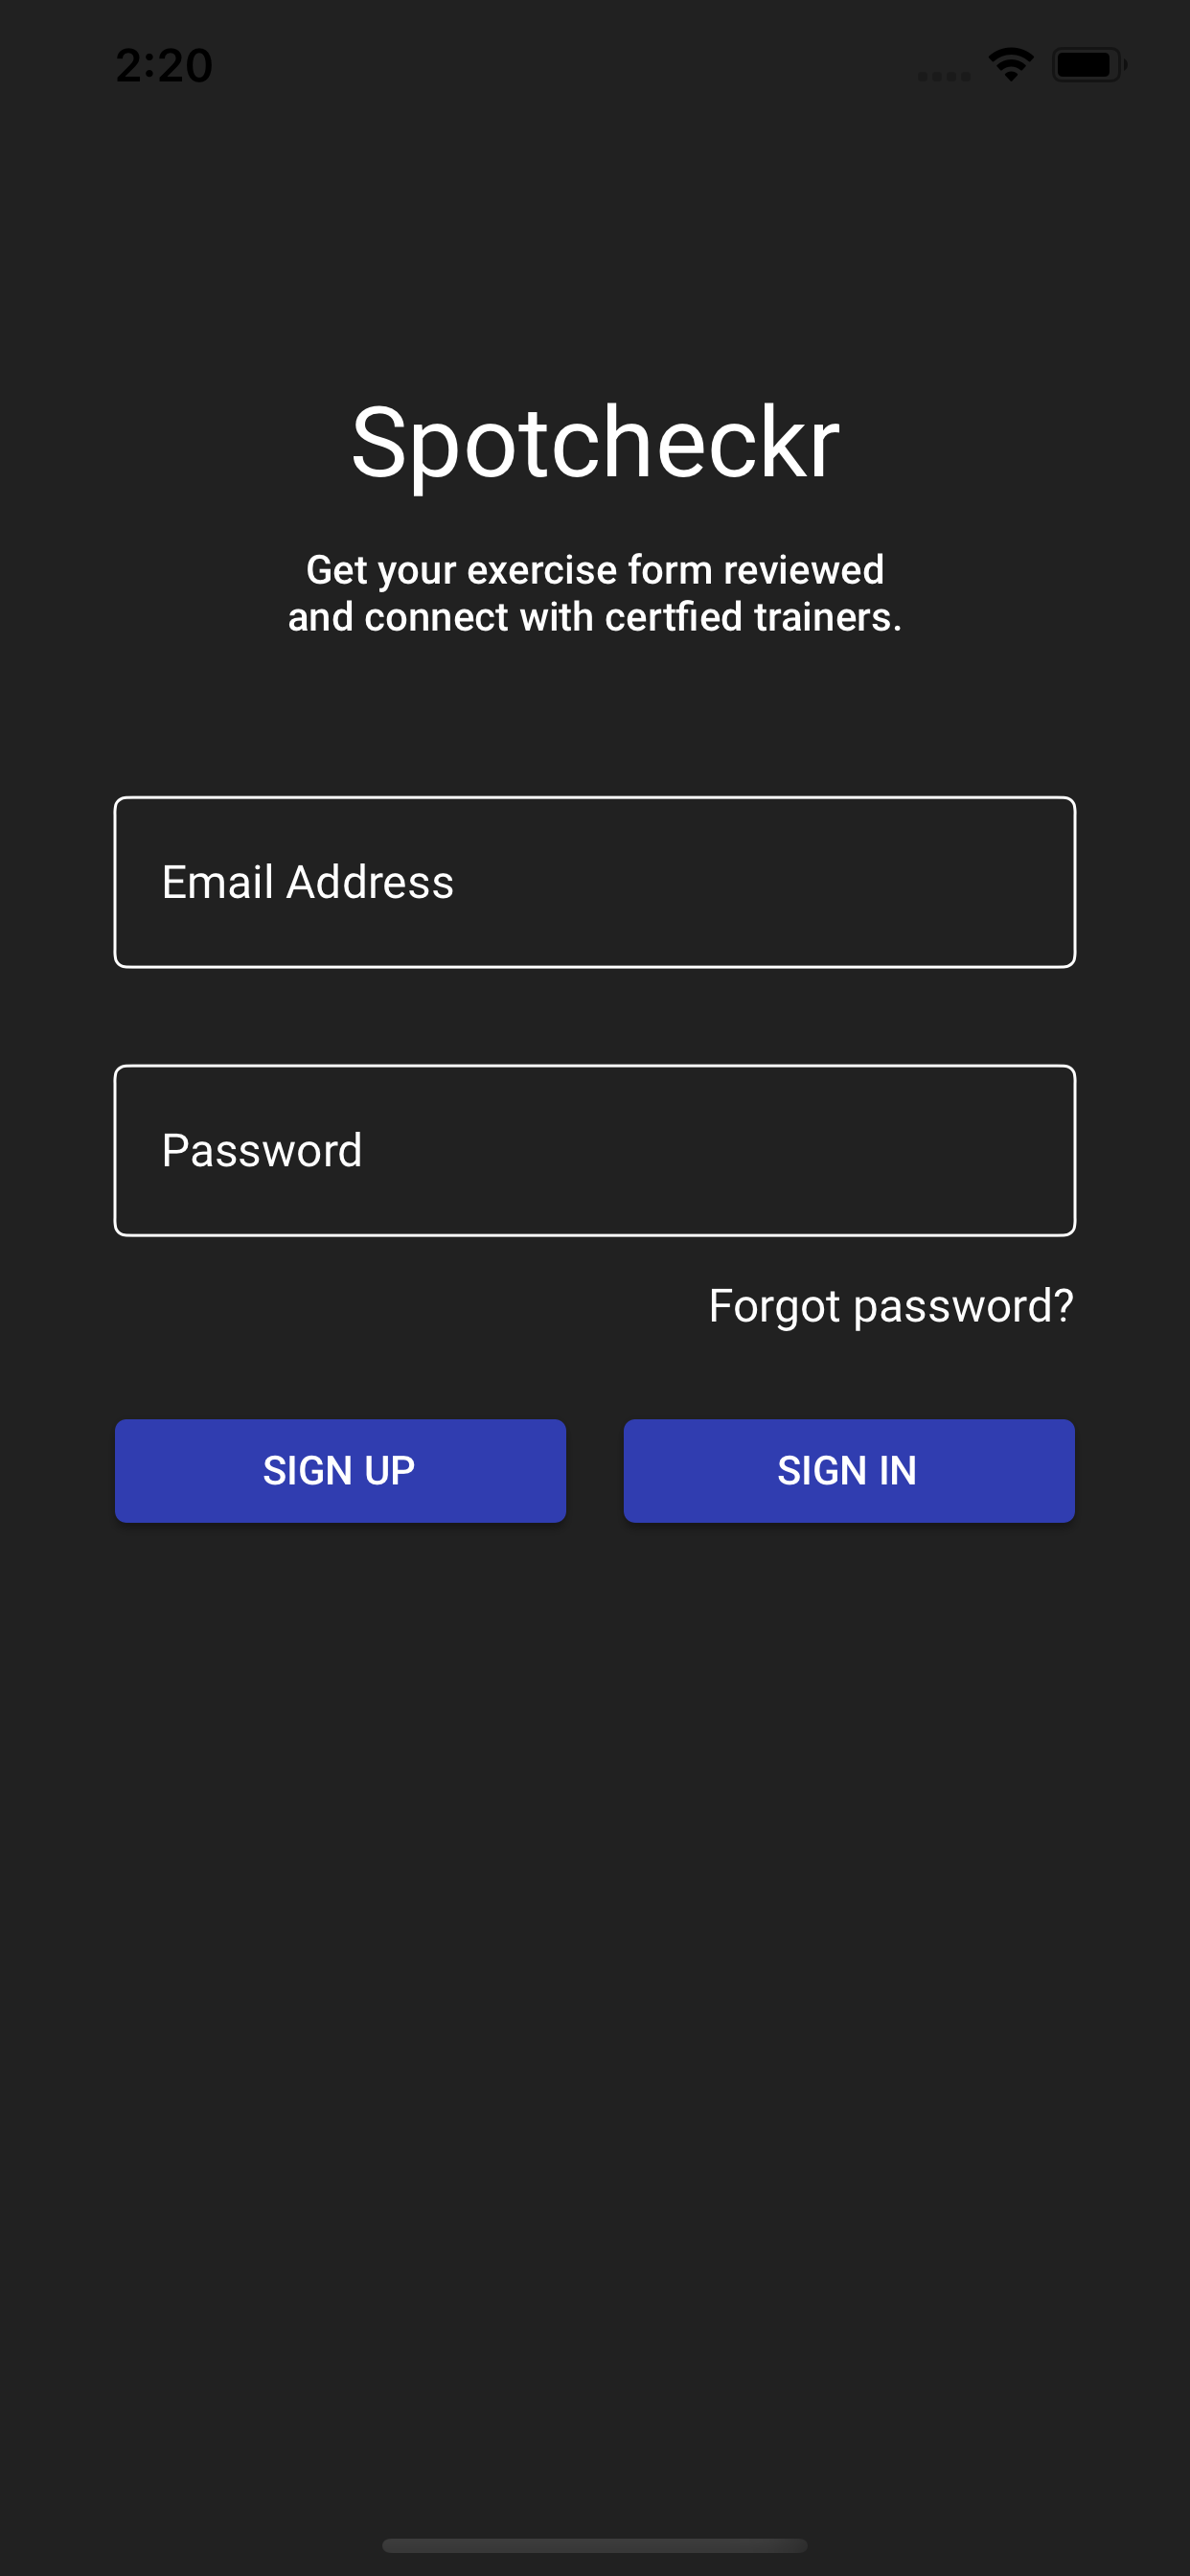 2:20
Spotcheckr
Get your exercise form reviewed
and connect with certfied trainers.
Email Address
Password
Forgot password?
SIGN UP
SIGN IN